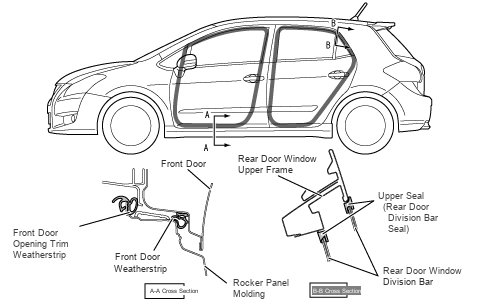 B
B
A
A
Front Door
Rear Door Window
Upper Frame
Upper Seal
(Rear Door
Division Bar
Seal)
Front Door
Opening Trim
Weatherstrip
Front Door
Weatherstrip
Rear Door Window
Division Bar
Rocker Panel
Molding
A-A Cross Section
B-B Cross Section